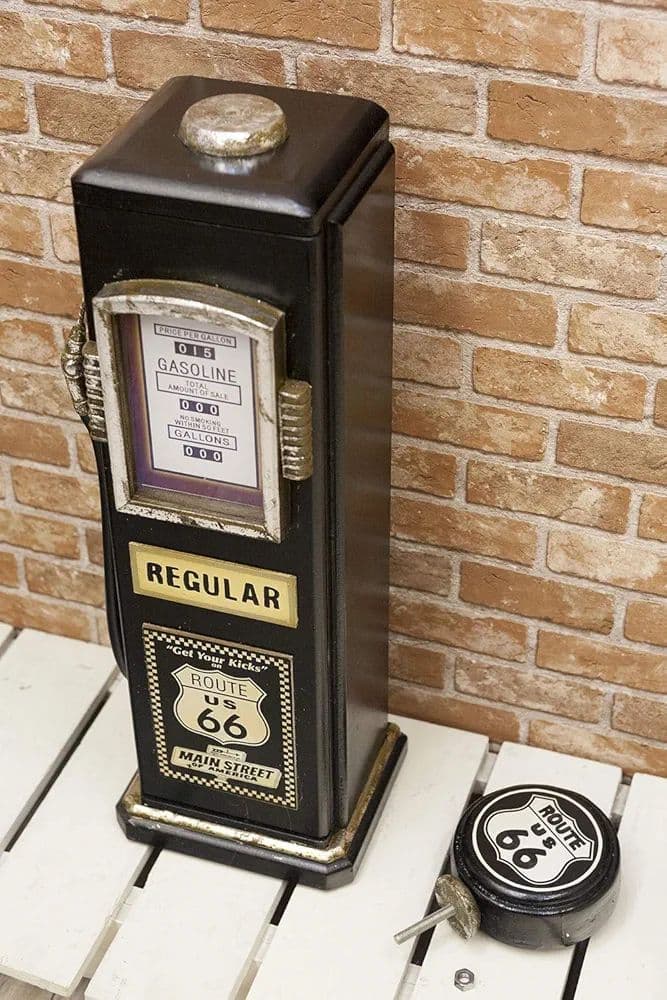 PRICE PER GALLON
015
GASOLINE
TOTAL
AMOUNT OF SALE
000
NO SMOKING
WITHIN 50 FEET
GALLONS
000
REGULAR
"Get Your Kicks"
on
ROUTE
US
66
MAIN STREET
OF AMERICA
ROUTE
US
66